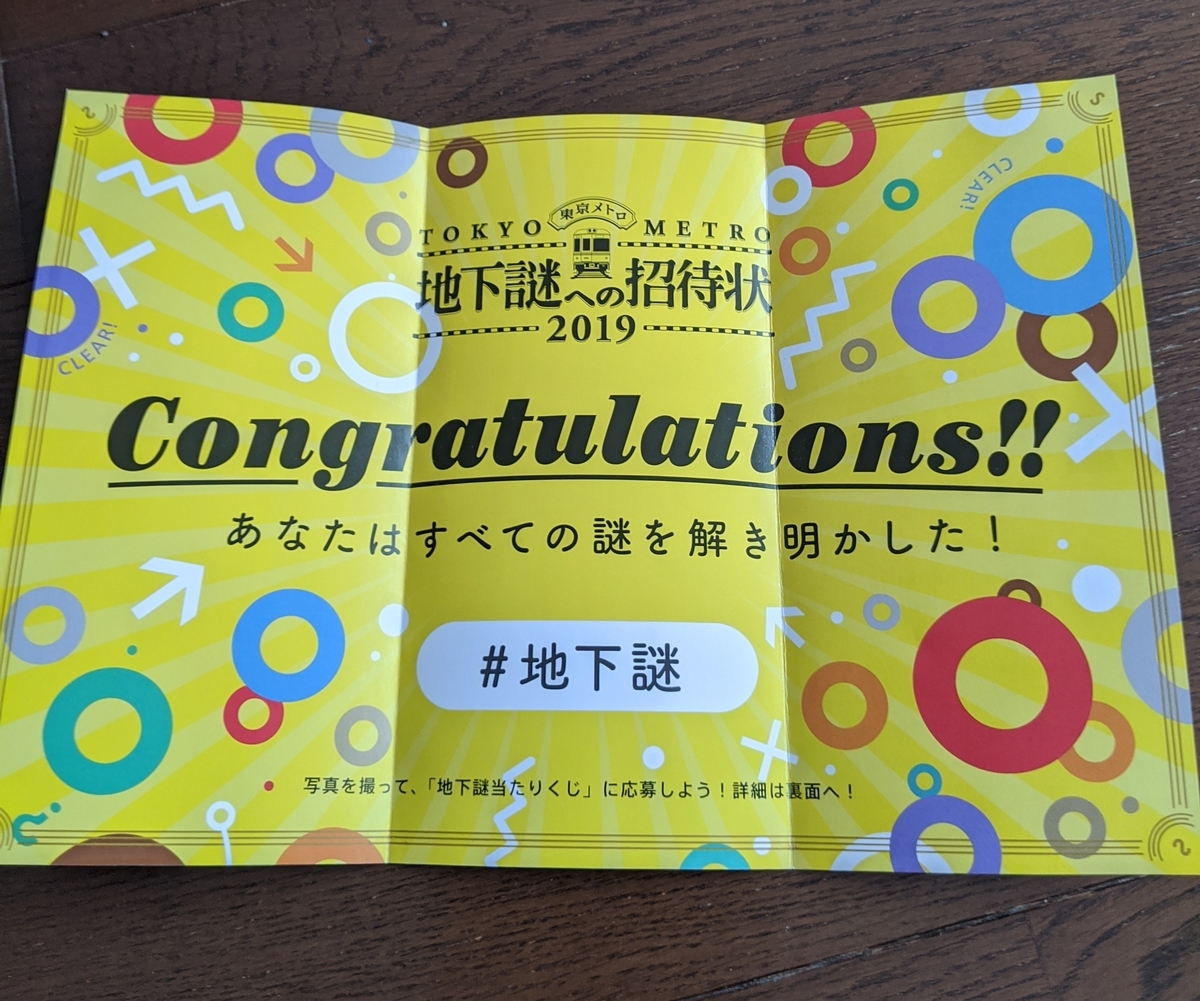 CLEAR!
東京メトロ
TOKYO METRO
地下謎への招待状
2019
CLEAR!
Congratulations!!
あなたはすべての謎を解き明かした！
#地下謎
写真を撮って、「地下謎当たりくじ」に応募しよう！詳細は裏面へ！